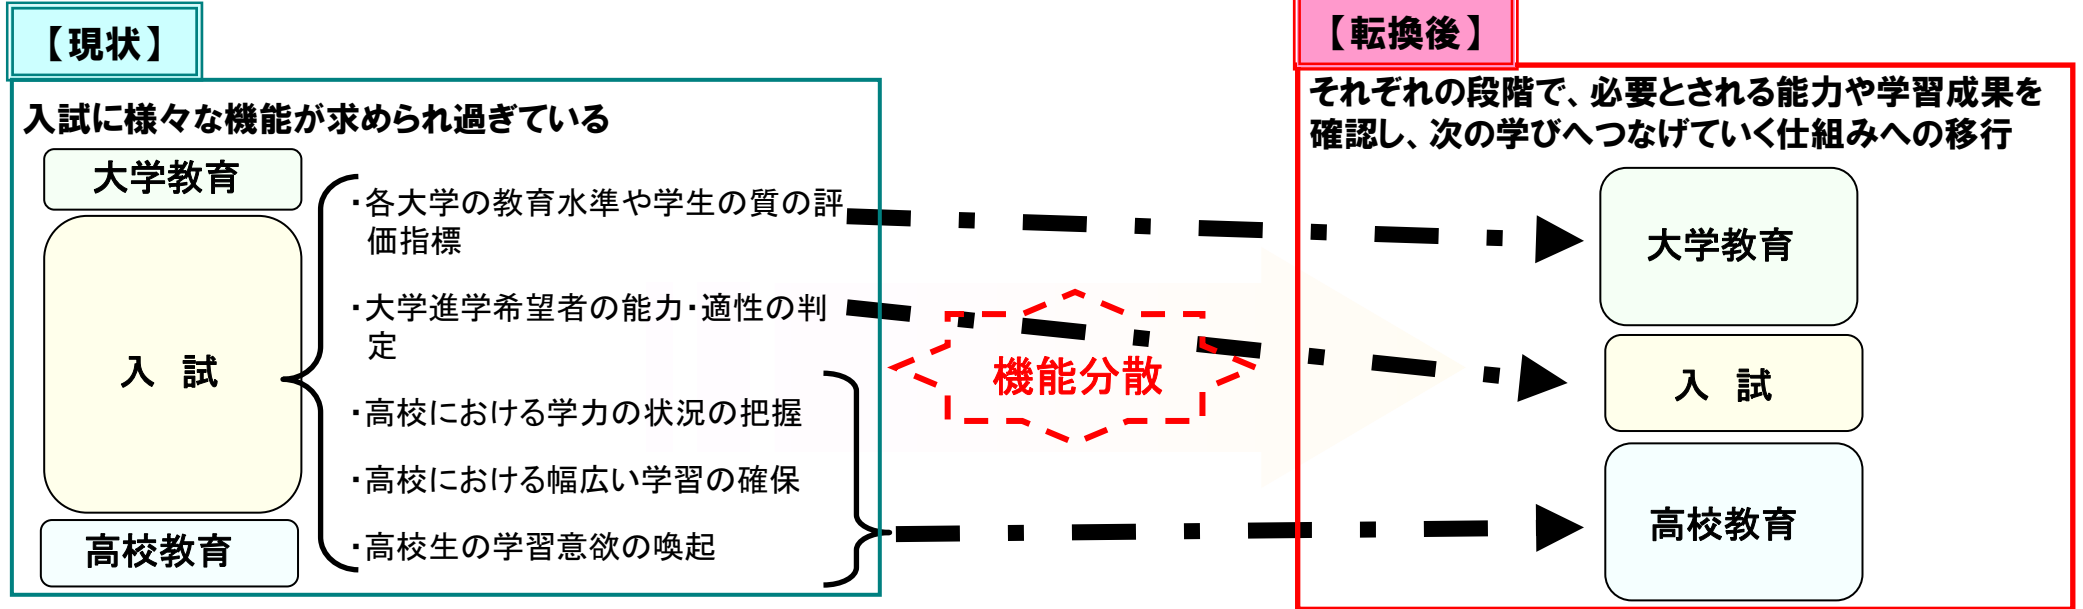 【現状】
入試に様々な機能が求められ過ぎている
大学教育
入　試
高校教育
・各大学の教育水準や学生の質の評
価指標
・大学進学希望者の能力・適性の判
定
・高校における学力の状況の把握
・高校における幅広い学習の確保
・高校生の学習意欲の喚起
機能分散
【転換後】
それぞれの段階で、必要とされる能力や学習成果を
確認し、次の学びへつなげていく仕組みへの移行
大学教育
入　試
高校教育